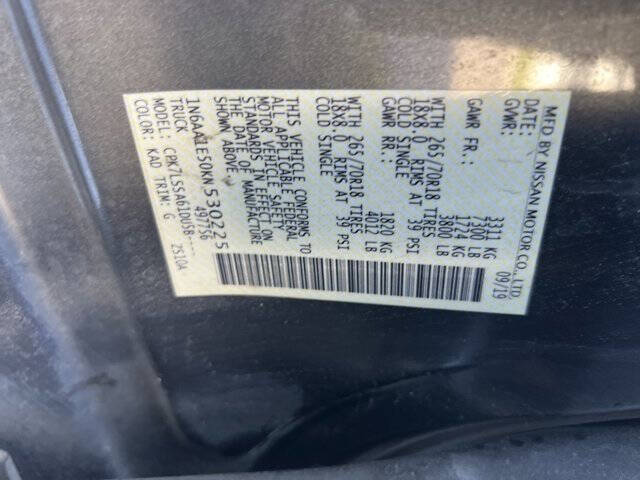 MFD BY NISSAN MOTOR CO., LTD.
DATE: 09/19
GVWR: 3311 KG
7300 LB
GAWR FR: 1724 KG
3800 LB
WITH 265/70R18 TIRES
18X8.0 RIMS AT 39 PSI
COLD SINGLE
GAWR RR: 1820 KG
4012 LB
WITH 265/70R18 TIRES
18X8.0 RIMS AT 39 PSI
COLD SINGLE
THIS VEHICLE CONFORMS TO
ALL APPLICABLE FEDERAL
MOTOR VEHICLE SAFETY
STANDARDS IN EFFECT ON
THE DATE OF MANUFACTURE
SHOWN ABOVE.
1N6AA1E50KN530225
TRUCK 497756
MODEL: CPK7LS5A61DUSB----
COLOR: KAD TRIM: G 2S10A